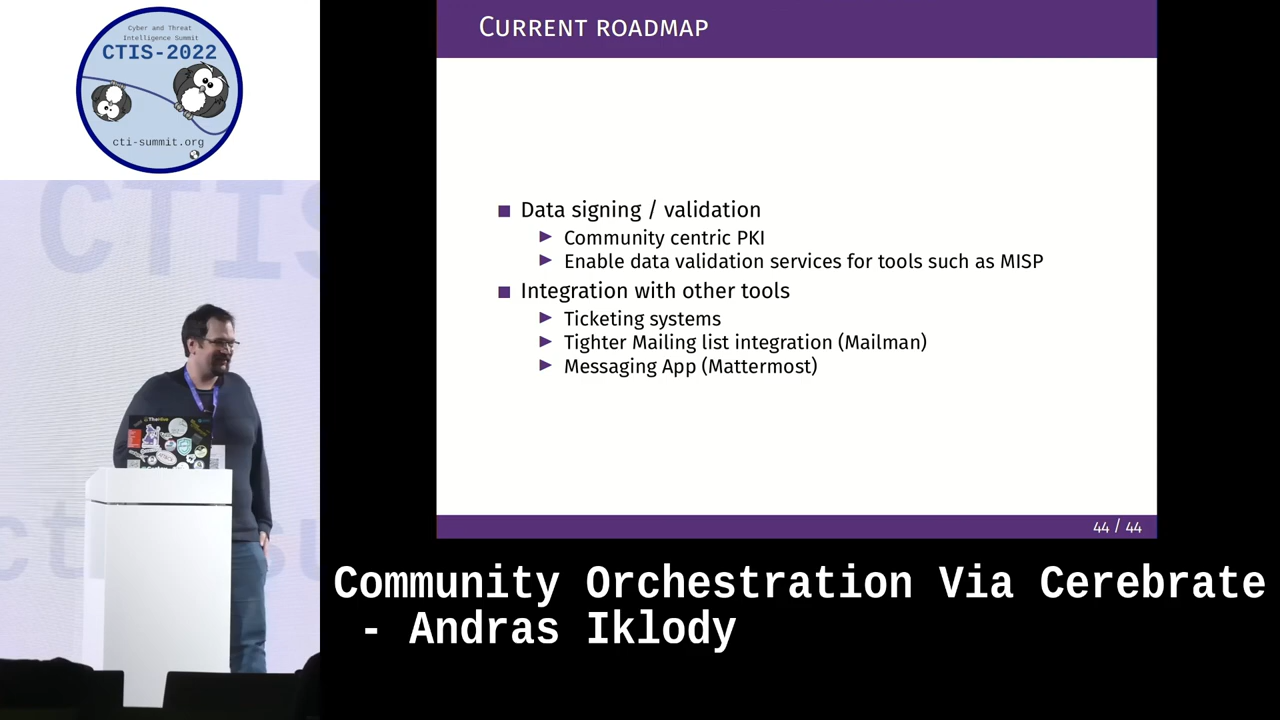 Cyber and Threat
Intelligence Summit
CTIS-2022
cti-summit.org
CURRENT ROADMAP
Data signing / validation
Community centric PKI
Enable data validation services for tools such as MISP
Integration with other tools
Ticketing systems
Tighter Mailing list integration (Mailman)
Messaging App (Mattermost)
44 / 44
CTIS
Community Orchestration Via Cerebrate
- Andras Iklody